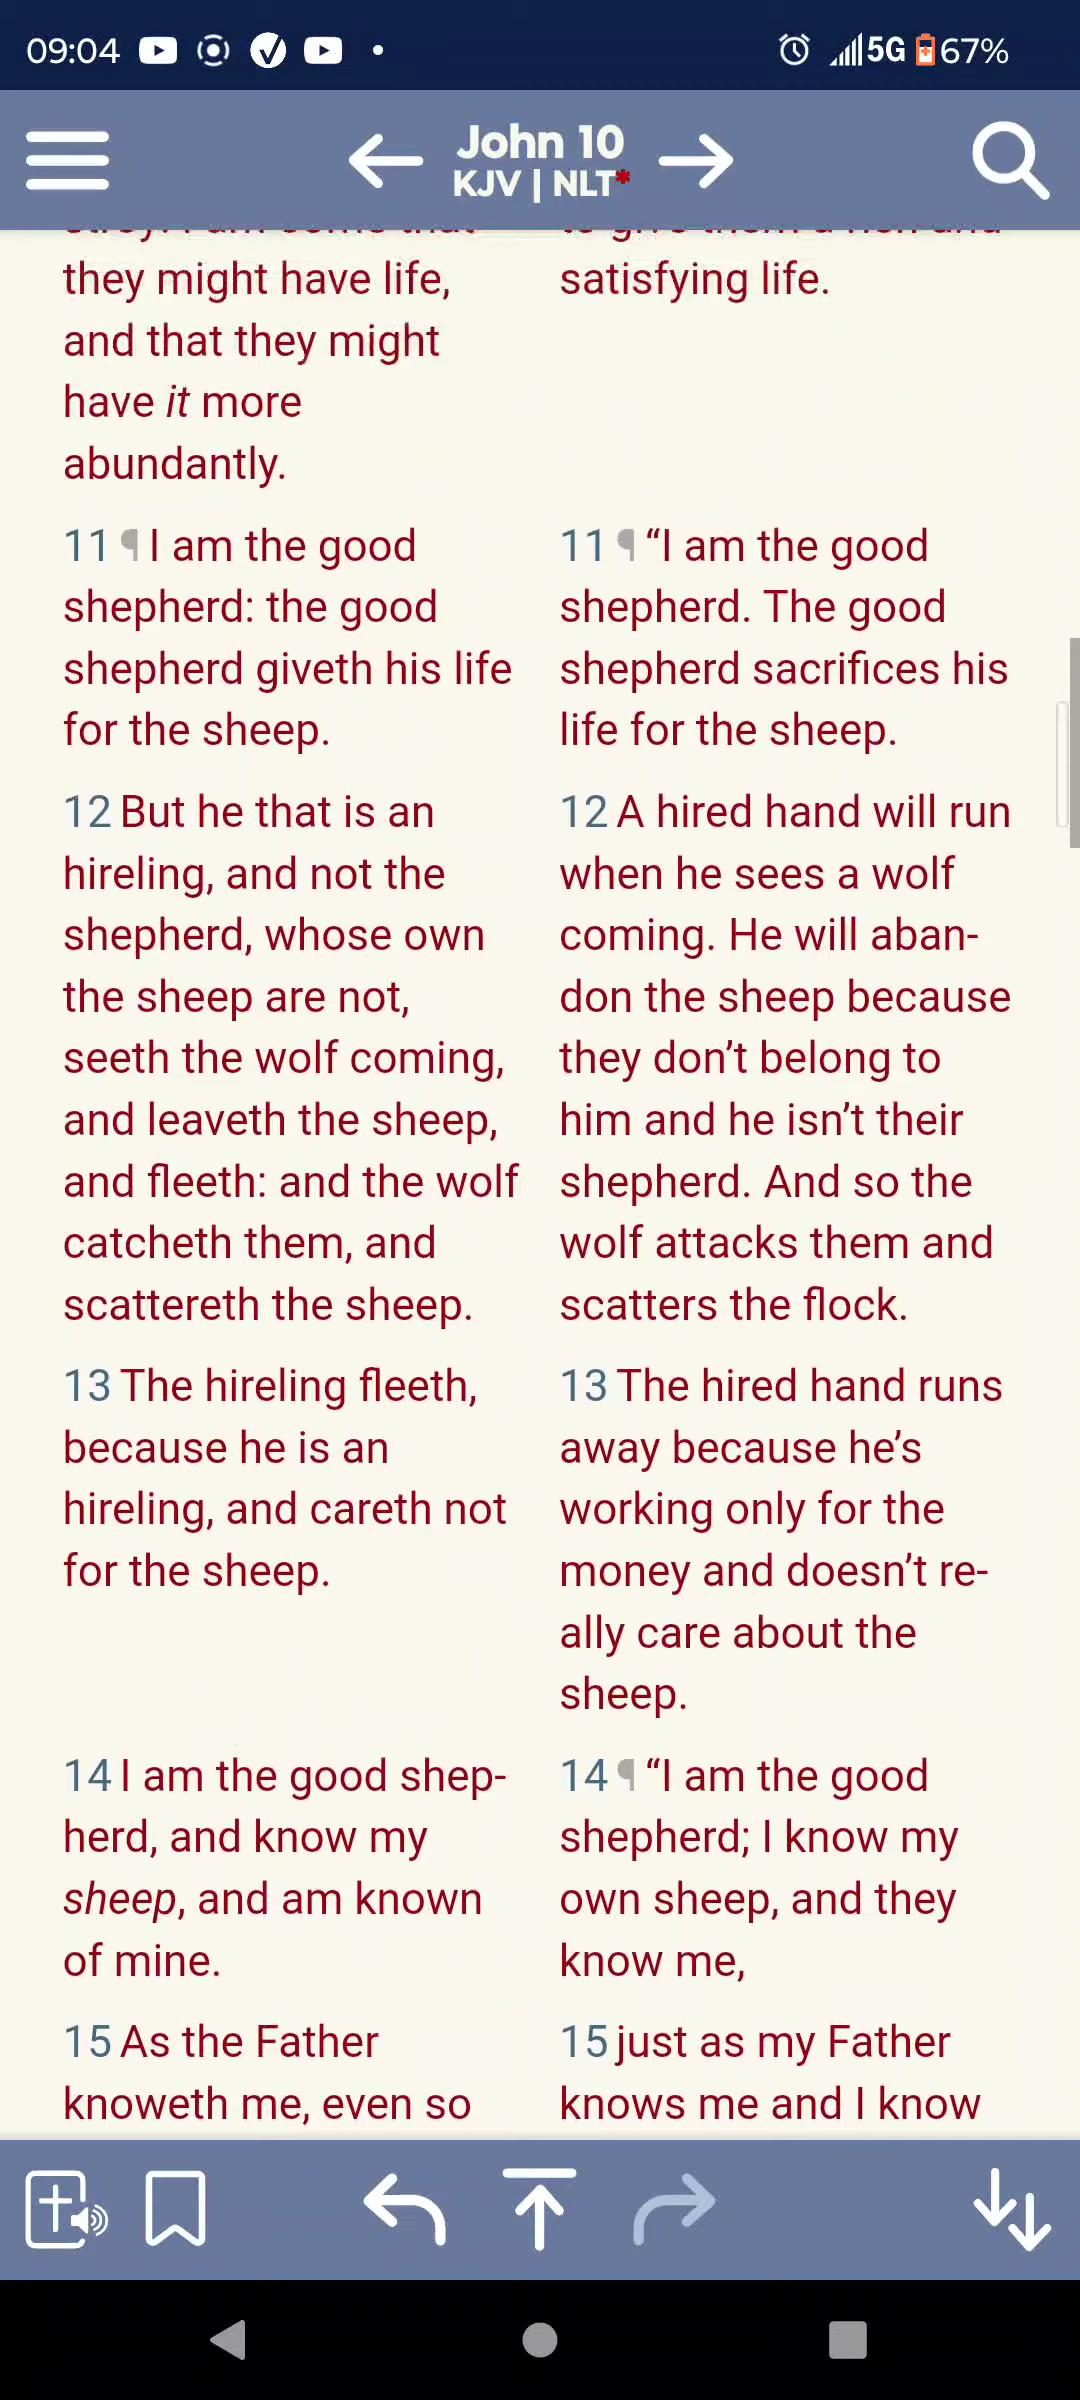 09:04
5G 67%
John 10
KJV | NLT*
they might have life,
and that they might
have it more
abundantly.
11 ¶ I am the good
shepherd: the good
shepherd giveth his life
for the sheep.
12 But he that is an
hireling, and not the
shepherd, whose own
the sheep are not,
seeth the wolf coming,
and leaveth the sheep,
and fleeth: and the wolf
catcheth them, and
scattereth the sheep.
13 The hireling fleeth,
because he is an
hireling, and careth not
for the sheep.
14 I am the good shep-
herd, and know my
sheep, and am known
of mine.
15 As the Father
knoweth me, even so
satisfying life.
11 ¶ “I am the good
shepherd. The good
shepherd sacrifices his
life for the sheep.
12 A hired hand will run
when he sees a wolf
coming. He will aban-
don the sheep because
they don’t belong to
him and he isn’t their
shepherd. And so the
wolf attacks them and
scatters the flock.
13 The hired hand runs
away because he’s
working only for the
money and doesn’t re-
ally care about the
sheep.
14 ¶ “I am the good
shepherd; I know my
own sheep, and they
know me,
15 just as my Father
knows me and I know